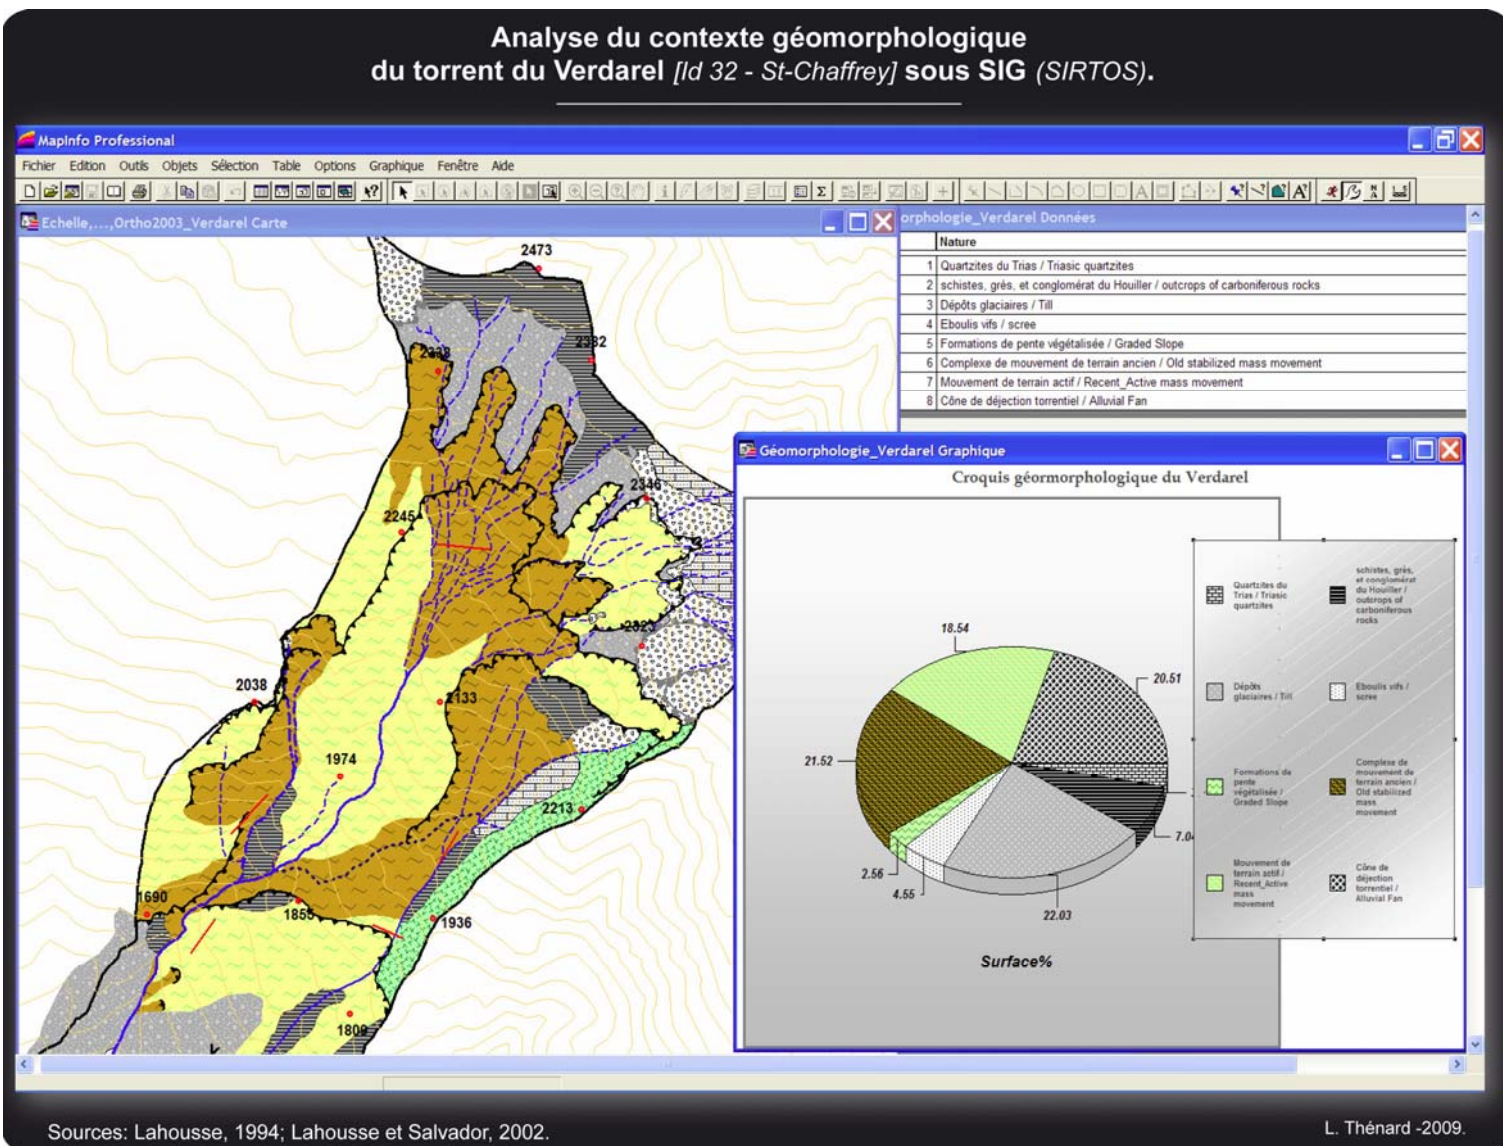 Analyse du contexte géomorphologique
du torrent du Verdarel [Id 32 - St-Chaffrey] sous SIG (SIRTOS).
MapInfo Professional
Fichier Edition Outils Objets Sélection Table Options Graphique Fenêtre Aide
Echelle,...,Ortho2003_Verdarel Carte
orphologie_Verdarel Données
Nature
1 Quartzites du Trias / Triasic quartzites
2 schistes, grés, et conglomérat du Houiller / outcrops of carboniferous rocks
3 Dépôts glaciaires / Till
4 Eboulis vifs / scree
5 Formations de pente végétalisée / Graded Slope
6 Complexe de mouvement de terrain ancien / Old stabilized mass movement
7 Mouvement de terrain actif / Recent_Active mass movement
8 Cône de déjection torrentiel / Alluvial Fan
2473
2382
2338
2346
2245
2323
2038
2133
1974
2213
1690
1855
1936
1809
Géomorphologie_Verdarel Graphique
Croquis géormorphologique du Verdarel
18.54
20.51
21.52
7.04
2.56
4.55
22.03
Surface%
Quartzites du
Trias / Triasic
quartzites
schistes, grès,
et conglomérat
du Houiller /
outcrops of
carboniferous
rocks
Dépôts
glaciaires / Till
Eboulis vifs /
scree
Formations de
pente
végétalisée /
Graded Slope
Complexe de
mouvement de
terrain ancien /
Old stabilized
mass
movement
Mouvement de
terrain actif /
Recent_Active
mass
movement
Cône de
déjection
torrentiel /
Alluvial Fan
Sources: Lahousse, 1994; Lahousse et Salvador, 2002.
L. Thénard -2009.